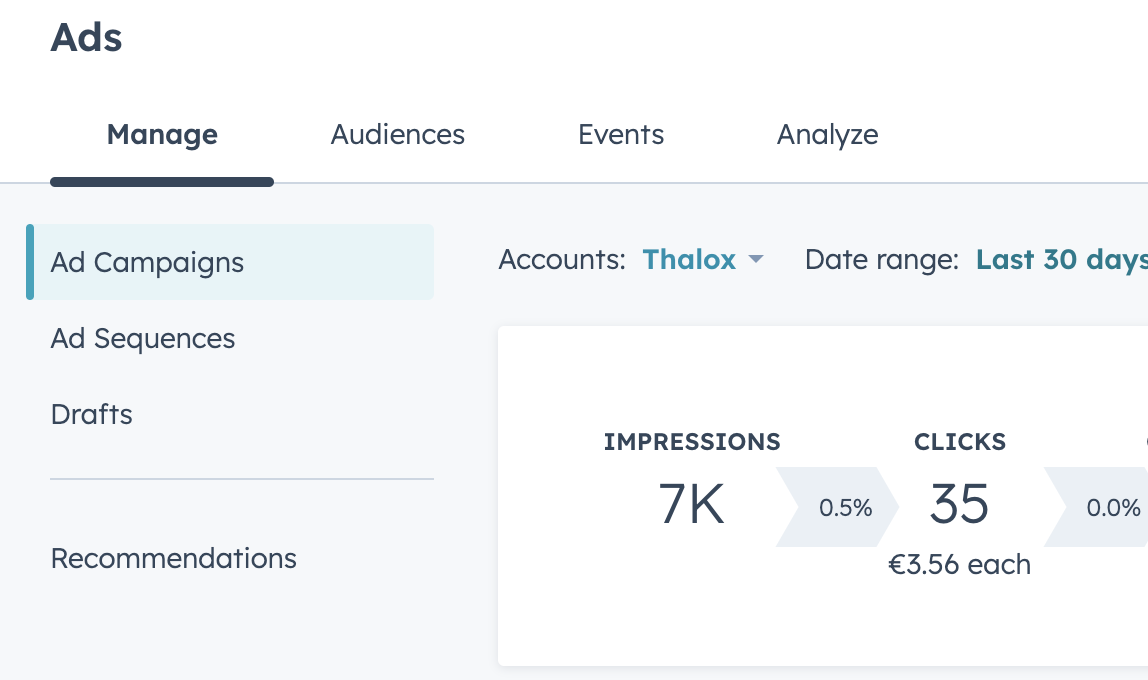 Ads
Manage Audiences Events Analyze
Ad Campaigns
Ad Sequences
Drafts
Recommendations
Accounts: Thalox Date range: Last 30 days
IMPRESSIONS
7K
0.5%
CLICKS
35
€3.56 each
0.0%